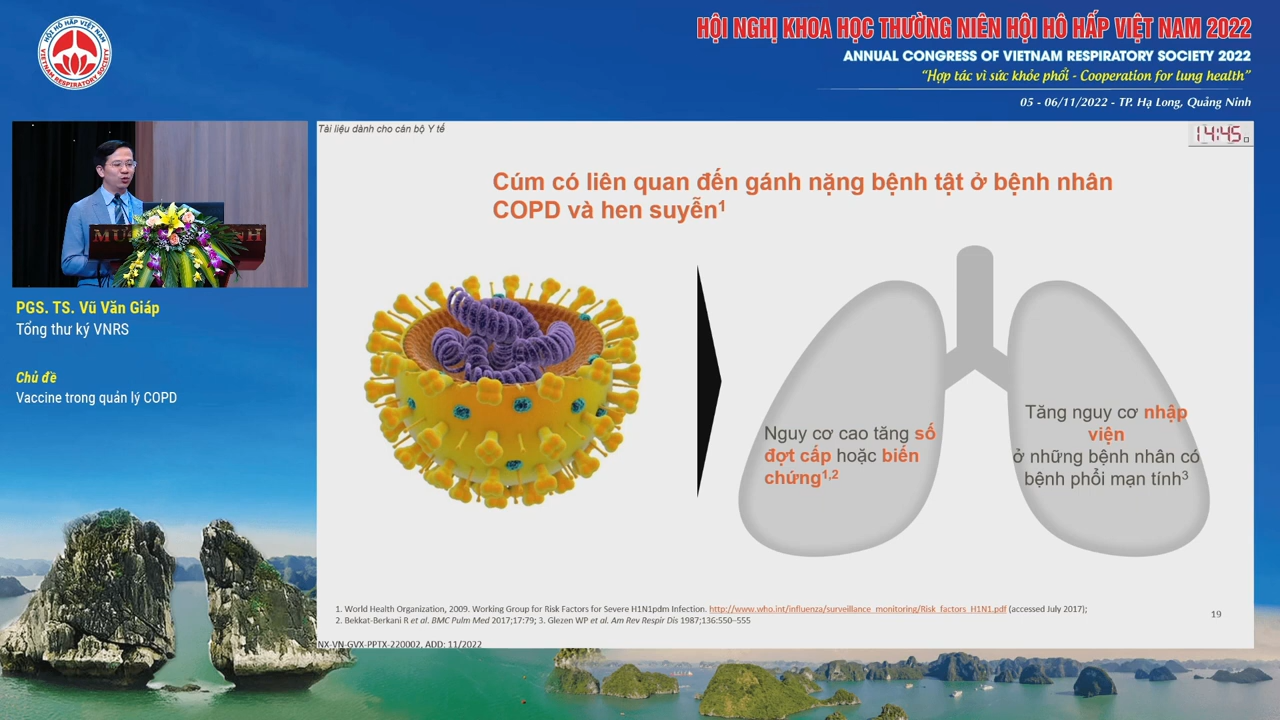 HỘI HÔ HẤP VIỆT NAM
VIETNAM RESPIRATORY SOCIETY
HỘI NGHỊ KHOA HỌC THƯỜNG NIÊN HỘI HÔ HẤP VIỆT NAM 2022
ANNUAL CONGRESS OF VIETNAM RESPIRATORY SOCIETY 2022
“Hợp tác vì sức khỏe phổi - Cooperation for lung health”
05 - 06/11/2022 - TP. Hạ Long, Quảng Ninh
PGS. TS. Vũ Văn Giáp
Tổng thư ký VNRS
Chủ đề
Vaccine trong quản lý COPD
Tài liệu dành cho cán bộ Y tế
14:45
Cúm có liên quan đến gánh nặng bệnh tật ở bệnh nhân
COPD và hen suyễn¹
Nguy cơ cao tăng số
đợt cấp hoặc biến
chứng¹,²
Tăng nguy cơ nhập
viện
ở những bệnh nhân có
bệnh phổi mạn tính³
1. World Health Organization, 2009. Working Group for Risk Factors for Severe H1N1pdm Infection. http://www.who.int/influenza/surveillance_monitoring/Risk_factors_H1N1.pdf (accessed July 2017);
2. Bekkat-Berkani R et al. BMC Pulm Med 2017;17:79; 3. Glezen WP et al. Am Rev Respir Dis 1987;136:550–555
19
NX-VN-GVX-PPTX-220002, ADD: 11/2022